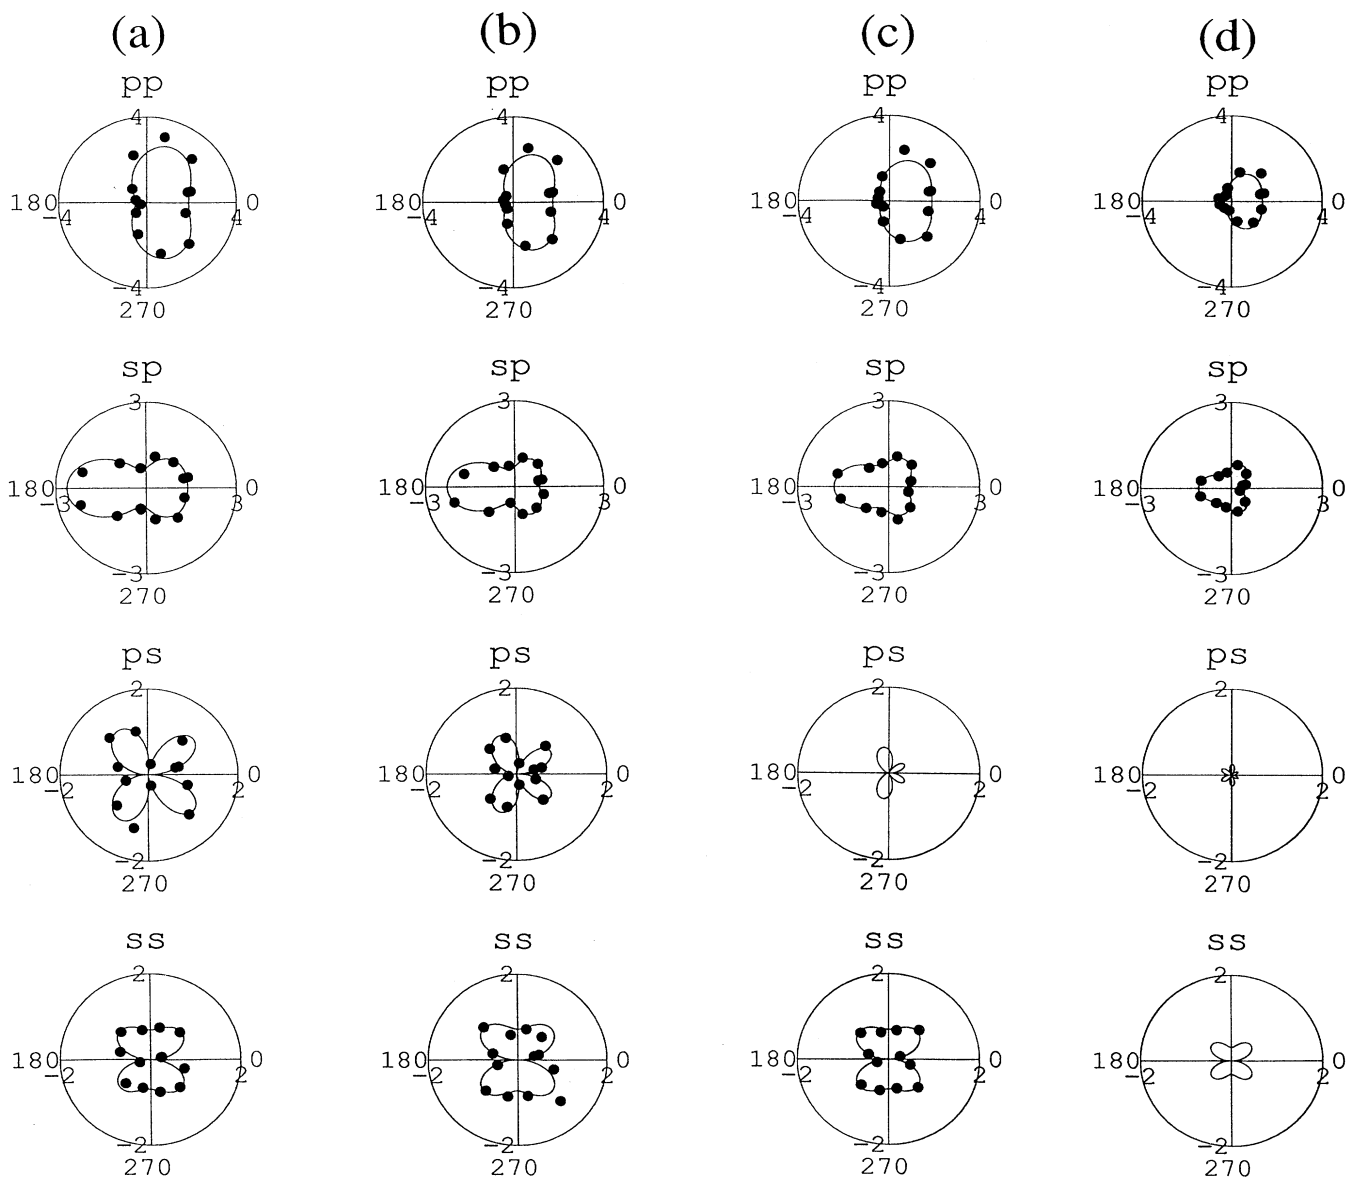 (a) (b) (c) (d)
pp pp pp pp
4 4 4 4
180 0 180 0 180 0 180 0
-4 4 -4 4 -4 4 -4 4
-4 -4 -4 -4
270 270 270 270
sp sp sp sp
3 3 3 3
180 0 180 0 180 0 180 0
-3 3 -3 3 -3 3 -3 3
-3 -3 -3 -3
270 270 270 270
ps ps ps ps
2 2 2 2
180 0 180 0 180 0 180 0
-2 2 -2 2 -2 2 -2 2
-2 -2 -2 -2
270 270 270 270
ss ss ss ss
2 2 2 2
180 0 180 0 180 0 180 0
-2 2 -2 2 -2 2 -2 2
-2 -2 -2 -2
270 270 270 270